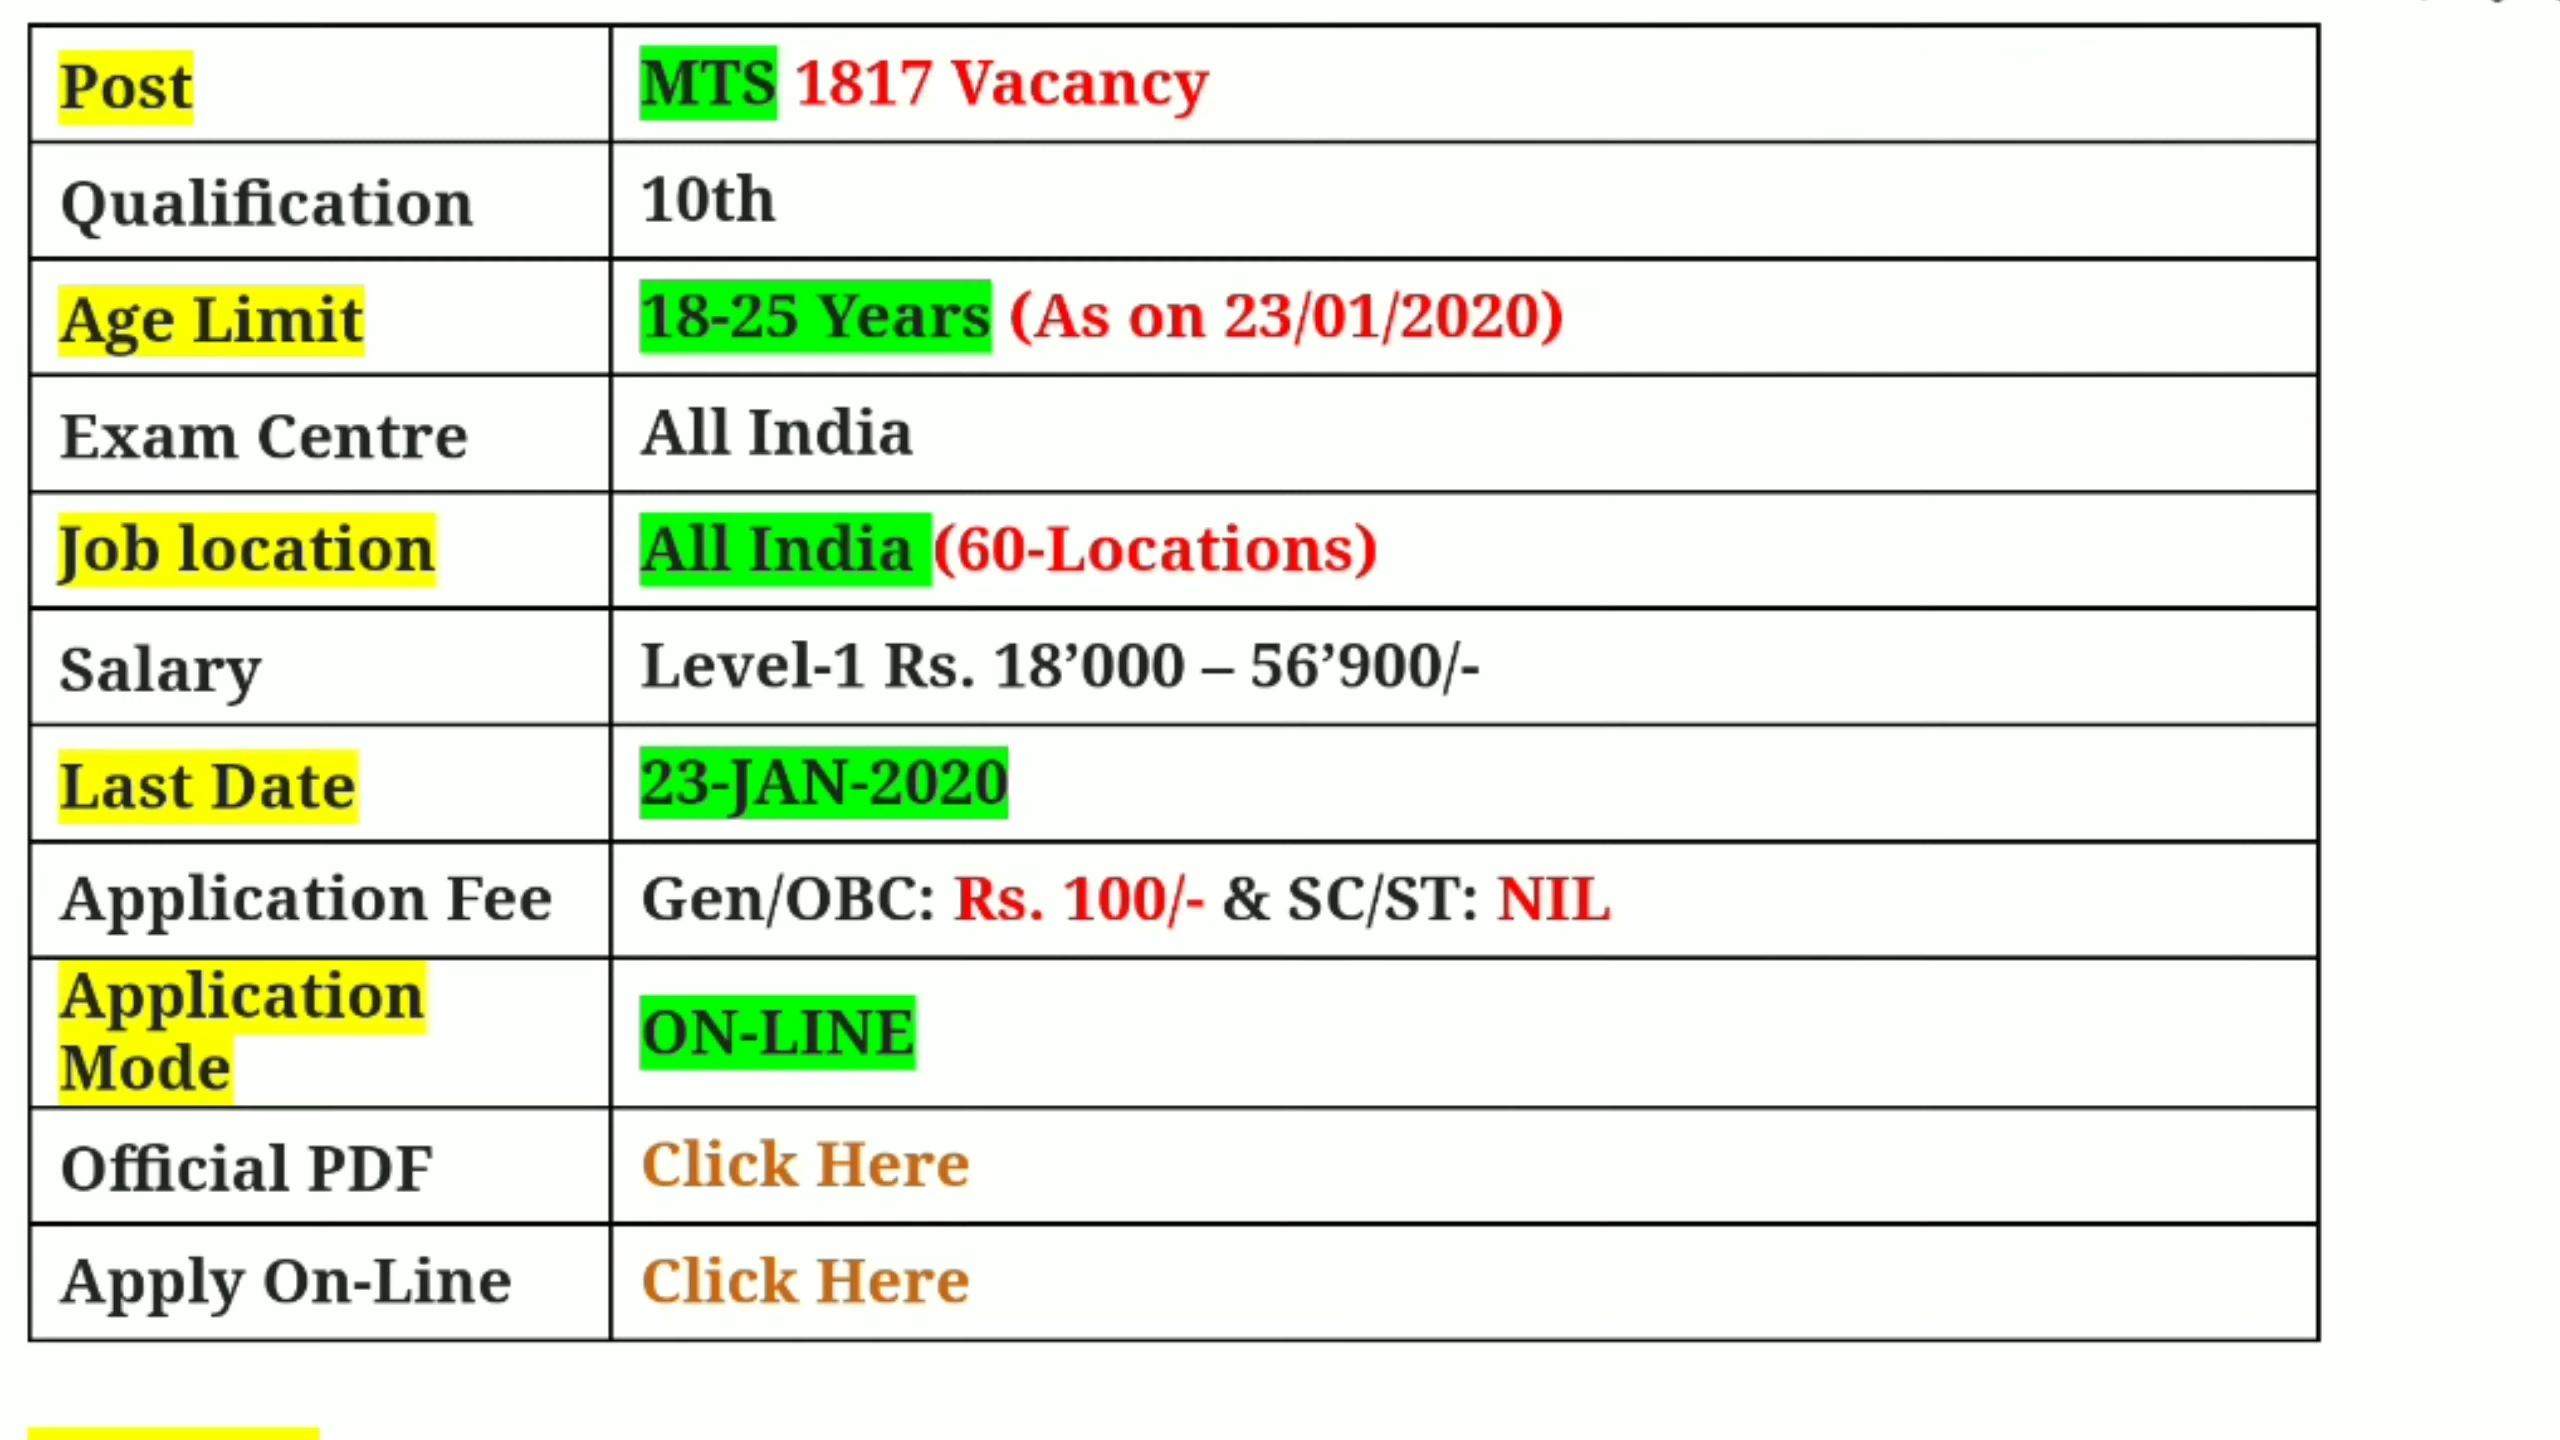 Post
MTS 1817 Vacancy
Qualification
10th
Age Limit
18-25 Years (As on 23/01/2020)
Exam Centre
All India
Job location
All India (60-Locations)
Salary
Level-1 Rs. 18’000 – 56’900/-
Last Date
23-JAN-2020
Application Fee
Gen/OBC: Rs. 100/- & SC/ST: NIL
Application
Mode
ON-LINE
Official PDF
Click Here
Apply On-Line
Click Here